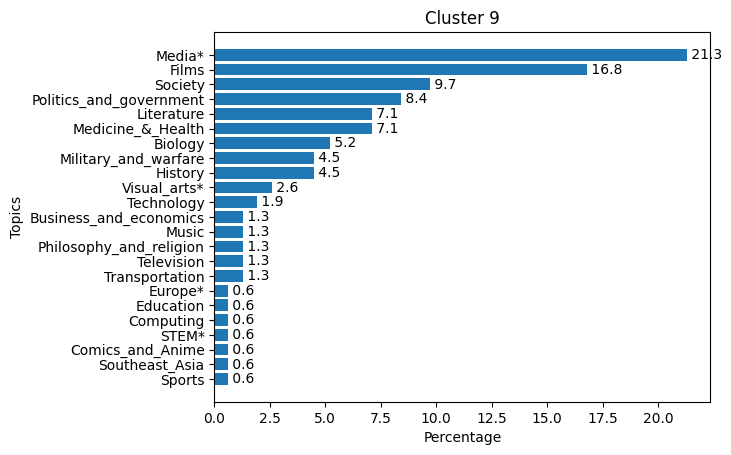 Cluster 9
Media* 21.3
Films 16.8
Society 9.7
Politics_and_government 8.4
Literature 7.1
Medicine_&_Health 7.1
Biology 5.2
Military_and_warfare 4.5
History 4.5
Visual_arts* 2.6
Technology 1.9
Business_and_economics 1.3
Music 1.3
Philosophy_and_religion 1.3
Television 1.3
Transportation 1.3
Europe* 0.6
Education 0.6
Computing 0.6
STEM* 0.6
Comics_and_Anime 0.6
Southeast_Asia 0.6
Sports 0.6
Topics
0.0 2.5 5.0 7.5 10.0 12.5 15.0 17.5 20.0
Percentage